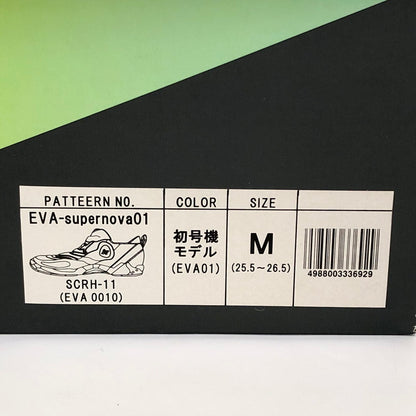 PATTEERN NO.
EVA-supernova01
SCRH-11
(EVA 0010)
COLOR
初号機
モデル
(EVA01)
SIZE
M
(25.5~26.5)
4988003336929